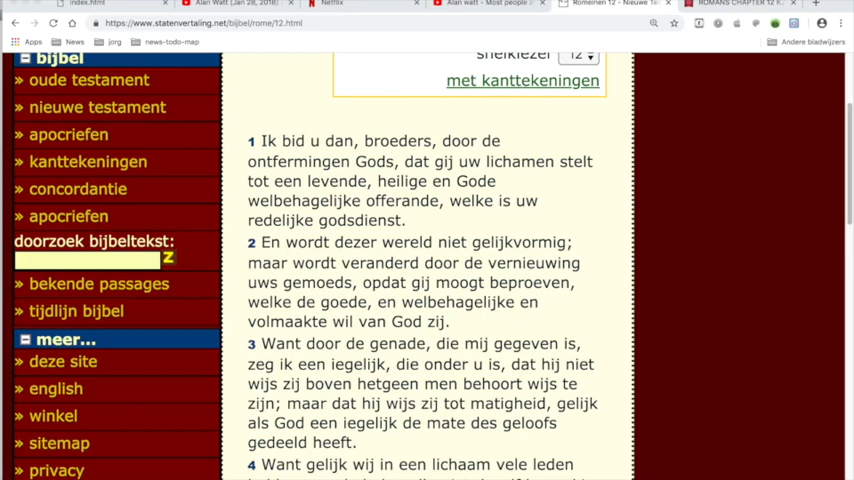 index.html
Alan Watt (Jan 28, 2018)
Netflix
Alan watt - Most people a
Romeinen 12 - Nieuwe Te
ROMANS CHAPTER 12 K
https://www.statenvertaling.net/bijbel/rome/12.html
Apps
News
jorg
news-todo-map
Andere bladwijzers
bijbel
» oude testament
» nieuwe testament
» apocriefen
» kanttekeningen
» concordantie
» apocriefen
doorzoek bijbeltekst:
Z
» bekende passages
» tijdlijn bijbel
meer...
» deze site
» english
» winkel
» sitemap
» privacy
snelkiezer 12
met kanttekeningen
1 Ik bid u dan, broeders, door de
ontfermingen Gods, dat gij uw lichamen stelt
tot een levende, heilige en Gode
welbehagelijke offerande, welke is uw
redelijke godsdienst.
2 En wordt dezer wereld niet gelijkvormig;
maar wordt veranderd door de vernieuwing
uws gemoeds, opdat gij moogt beproeven,
welke de goede, en welbehagelijke en
volmaakte wil van God zij.
3 Want door de genade, die mij gegeven is,
zeg ik een iegelijk, die onder u is, dat hij niet
wijs zij boven hetgeen men behoort wijs te
zijn; maar dat hij wijs zij tot matigheid, gelijk
als God een iegelijk de mate des geloofs
gedeeld heeft.
4 Want gelijk wij in een lichaam vele leden